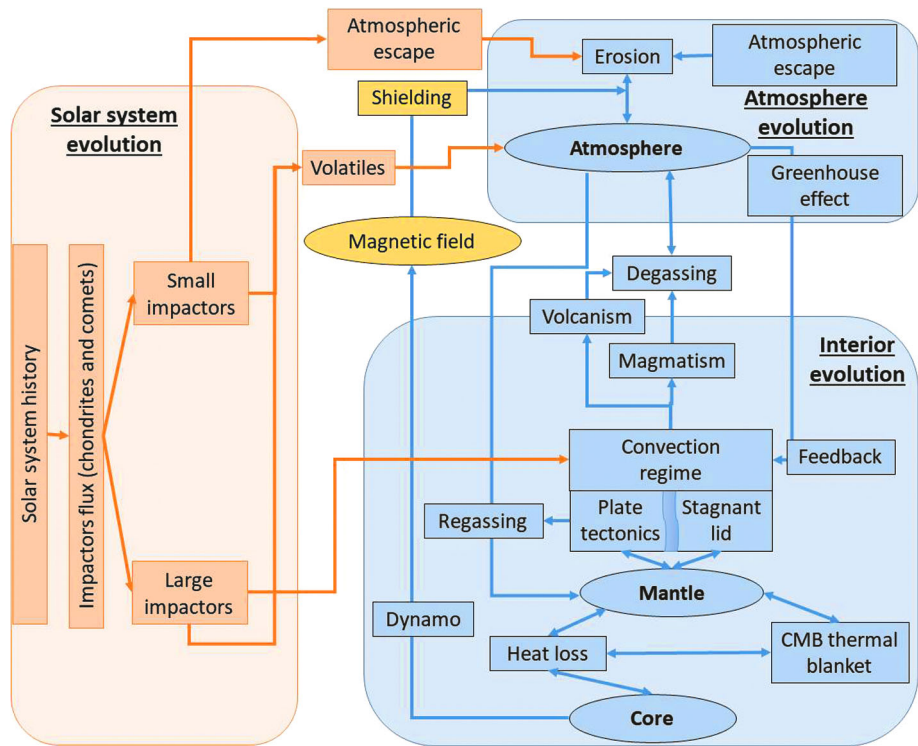 Atmospheric
escape
Erosion
Atmospheric
escape
Shielding
Atmosphere
evolution
Solar system
evolution
Volatiles
Atmosphere
Greenhouse
effect
Magnetic field
Degassing
Small
impactors
Volcanism
Magmatism
Interior
evolution
Solar system history
Impactors flux (chondrites and comets)
Convection
regime
Feedback
Plate
tectonics
Stagnant
lid
Regassing
Large
impactors
Mantle
Dynamo
Heat loss
CMB thermal
blanket
Core